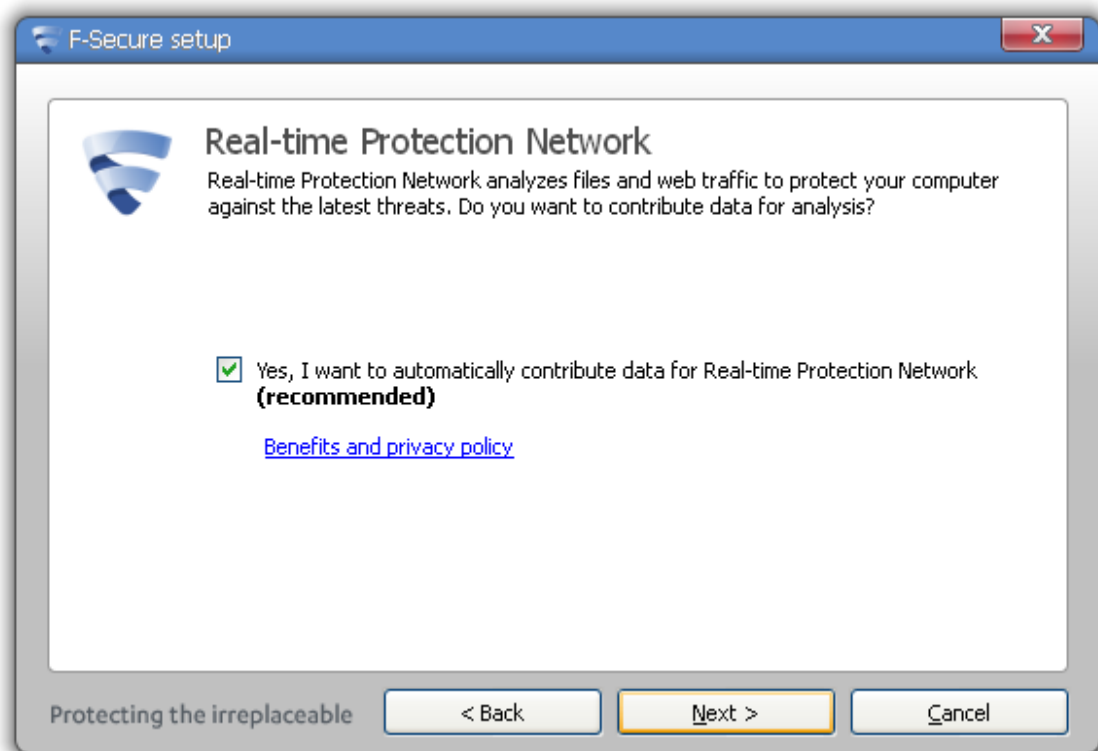 F-Secure setup
Real-time Protection Network
Real-time Protection Network analyzes files and web traffic to protect your computer
against the latest threats. Do you want to contribute data for analysis?
Yes, I want to automatically contribute data for Real-time Protection Network
(recommended)
Benefits and privacy policy
Protecting the irreplaceable
< Back
Next >
Cancel